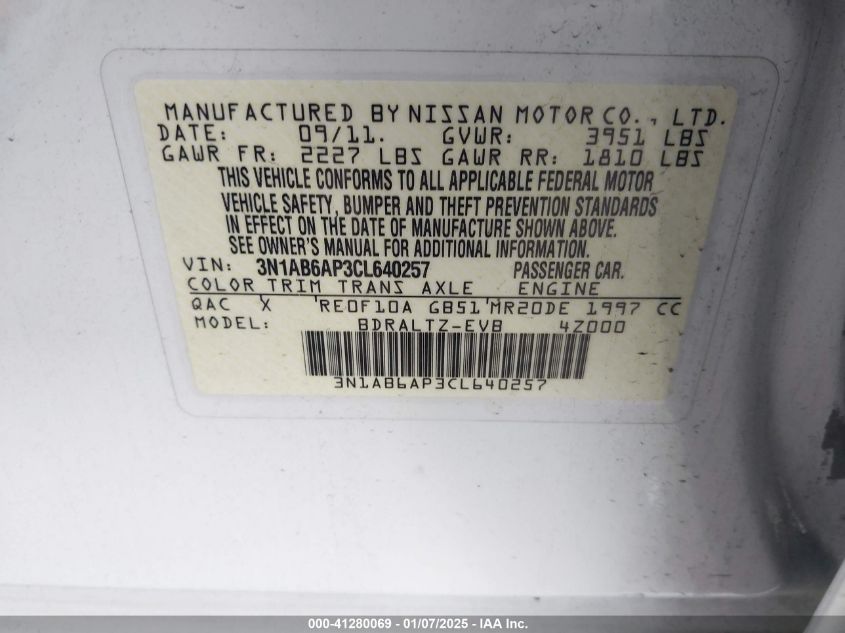 MANUFACTURED BY NISSAN MOTOR CO., LTD.
DATE: 09/11. GVWR: 3951 LBS
GAWR FR: 2227 LBS GAWR RR: 1810 LBS
THIS VEHICLE CONFORMS TO ALL APPLICABLE FEDERAL MOTOR
VEHICLE SAFETY, BUMPER AND THEFT PREVENTION STANDARDS
IN EFFECT ON THE DATE OF MANUFACTURE SHOWN ABOVE.
SEE OWNER'S MANUAL FOR ADDITIONAL INFORMATION.
VIN: 3N1AB6AP3CL640257 PASSENGER CAR.
COLOR TRIM TRANS AXLE ENGINE
QAC X RE0F10A GB51 MR20DE 1997 CC
MODEL: BDRALTZ-EVB 4Z000
3N1AB6AP3CL640257
000-41280069 - 01/07/2025 - IAA Inc.